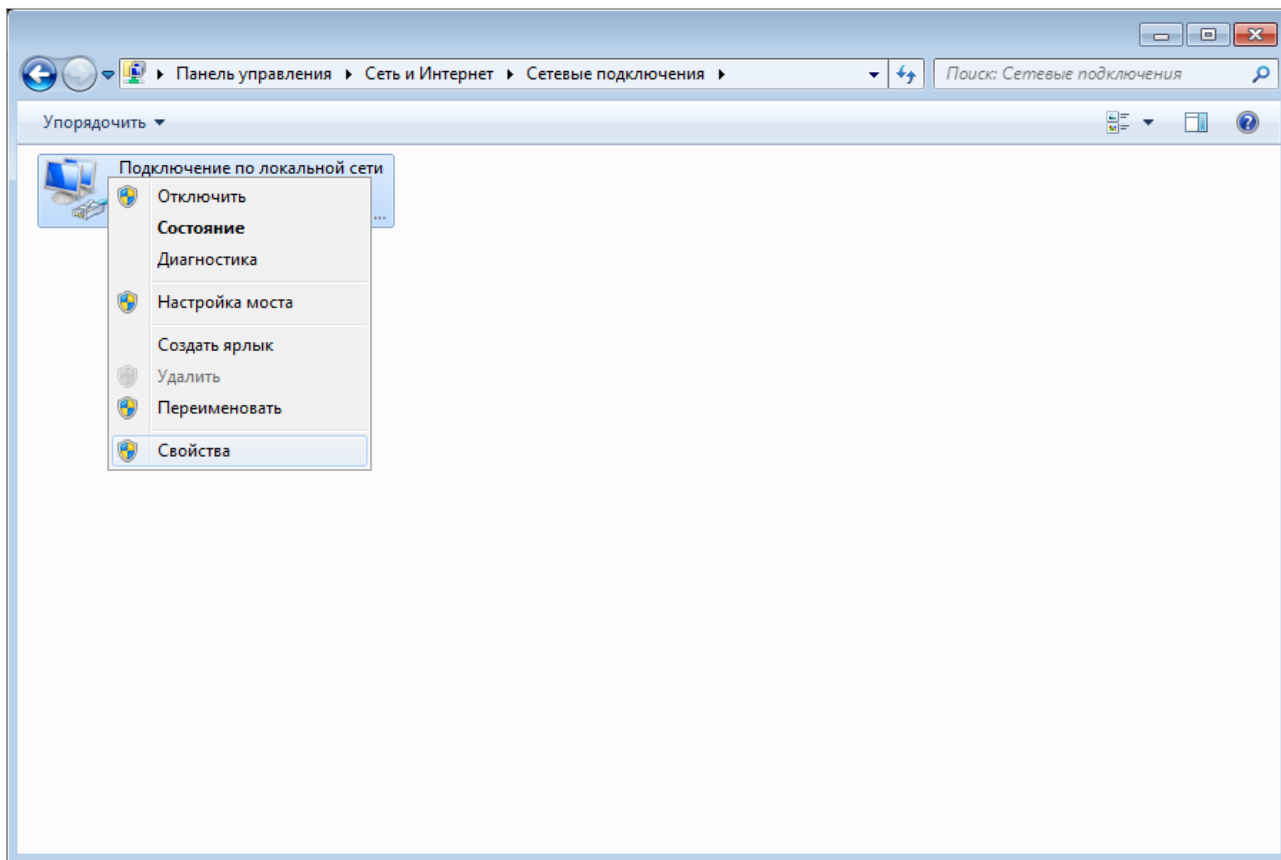 Панель управления Сеть и Интернет Сетевые подключения Поиск: Сетевые подключения
Упорядочить
Подключение по локальной сети
...
Отключить
Состояние
Диагностика
Настройка моста
Создать ярлык
Удалить
Переименовать
Свойства